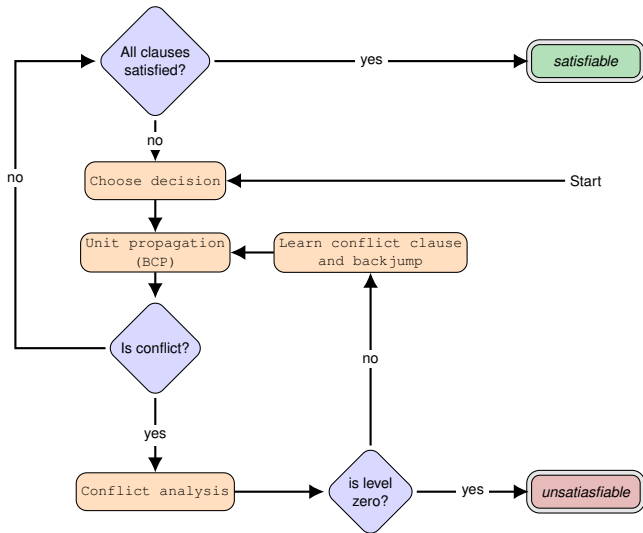 All clauses
satisfied?
yes
satisfiable
no
no
Choose decision
Start
Unit propagation
(BCP)
Learn conflict clause
and backjump
Is conflict?
no
yes
Conflict analysis
is level
zero?
yes
unsatiasfiable